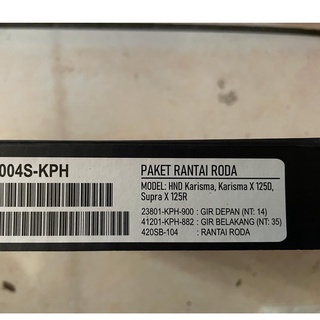 004S-KPH
PAKET RANTAI RODA
MODEL: HND Karisma, Karisma X 125D,
Supra X 125R
23801-KPH-900 : GIR DEPAN (NT: 14)
41201-KPH-882 : GIR BELAKANG (NT: 35)
420SB-104 : RANTAI RODA